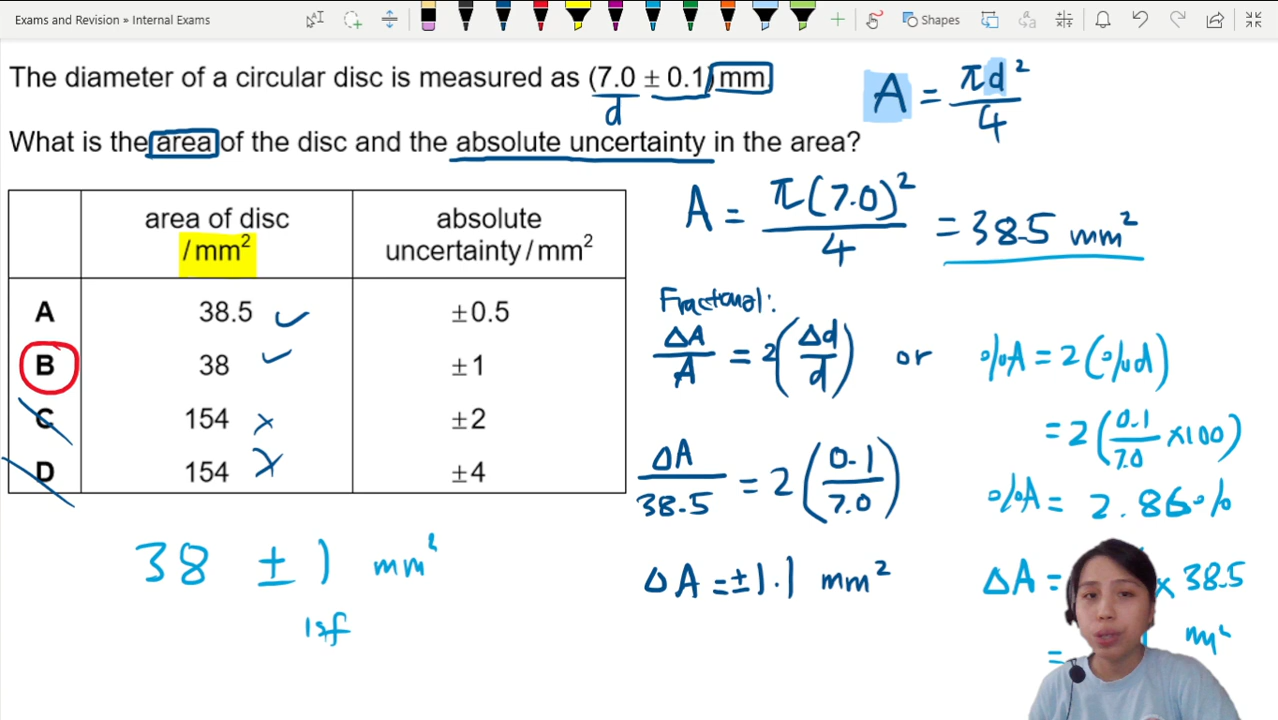 Exams and Revision » Internal Exams
Shapes
The diameter of a circular disc is measured as (7.0 ± 0.1) mm.
d
What is the area of the disc and the absolute uncertainty in the area?
A = πd²/4
area of disc /mm²
absolute uncertainty / mm²
A 38.5 ✓ ±0.5
B 38 ✓ ±1
C 154 × ±2
D 154 × ±4
38 ± 1 mm²
1sf
A = π(7.0)²/4 = 38.5 mm²
Fractional:
ΔA/A = 2(Δd/d) or %A = 2(%d)
ΔA/38.5 = 2(0.1/7.0)
= 2(0.1/7.0 ×100)
%A = 2.86%
ΔA = ±1.1 mm²
ΔA = × 38.5
=